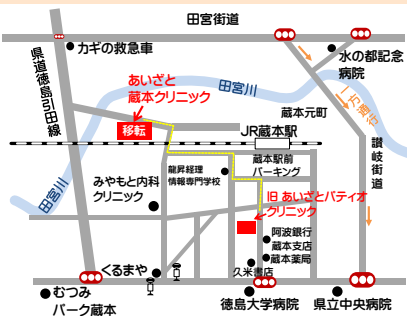 田宮街道
カギの救急車
水の都記念
病院
県道徳島引田線
あいざと
蔵本クリニック
田宮川
一方通行
蔵本元町
移転
JR蔵本駅
讃岐街道
蔵本駅前
パーキング
龍昇経理
情報専門学校
みやもと内科
クリニック
田宮川
旧 あいざとパティオ
クリニック
阿波銀行
蔵本支店
蔵本薬局
くるまや
久米書店
むつみ
パーク蔵本
徳島大学病院
県立中央病院